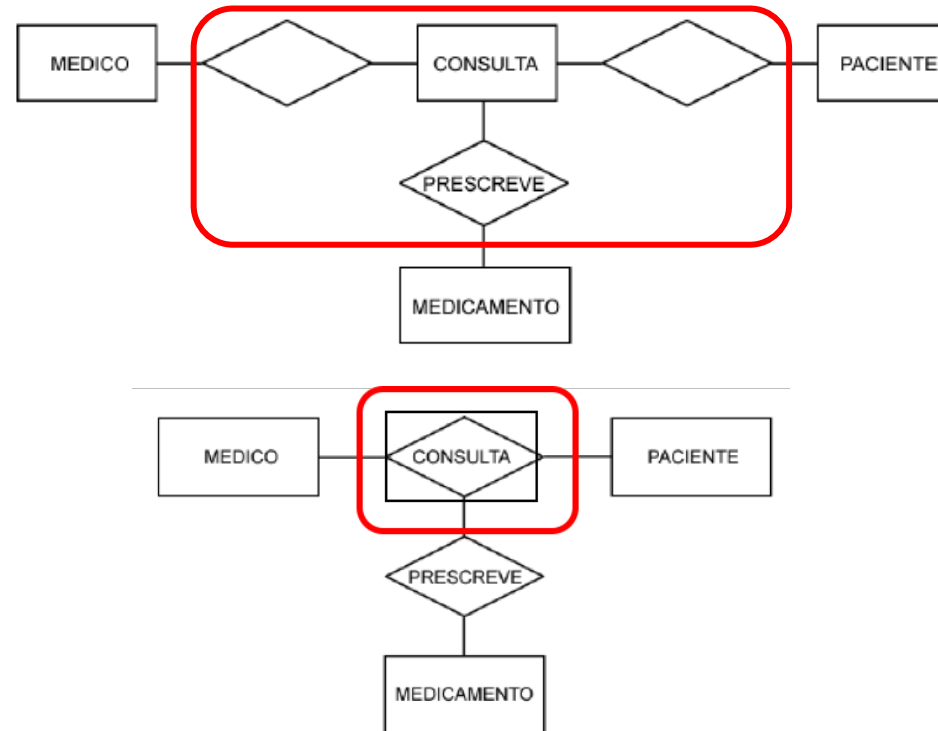 MEDICO
CONSULTA
PACIENTE
PRESCREVE
MEDICAMENTO
MEDICO
CONSULTA
PACIENTE
PRESCREVE
MEDICAMENTO